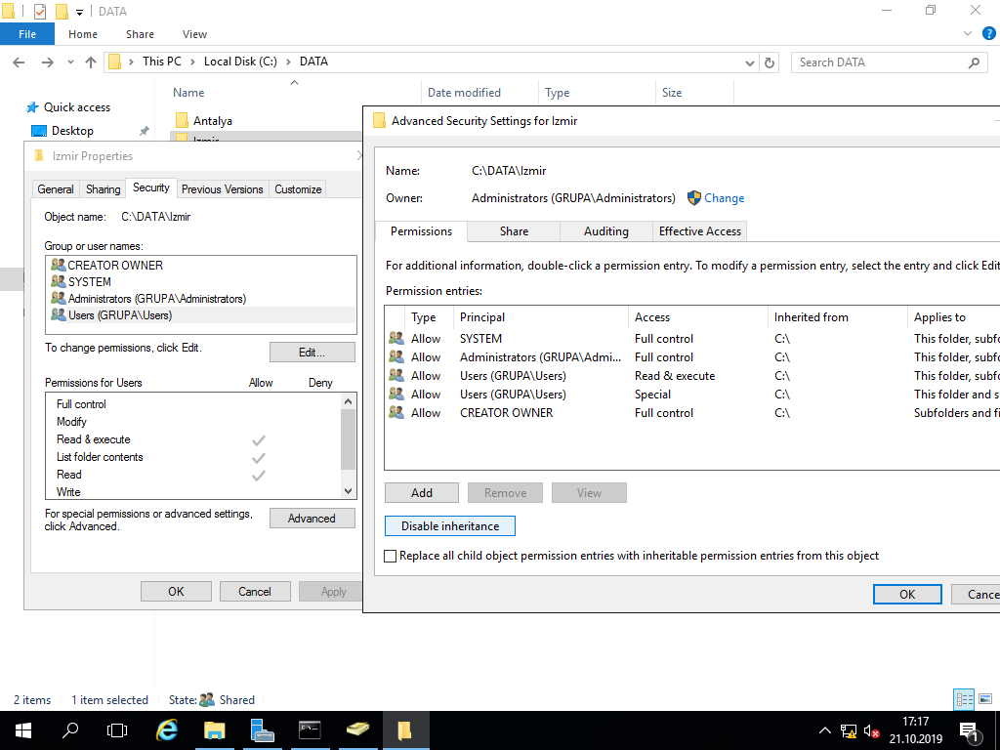 DATA
File Home Share View
This PC Local Disk (C:) DATA
Search DATA
Name Date modified Type Size
Quick access
Desktop
Antalya
Izmir
Izmir Properties
General Sharing Security Previous Versions Customize
Object name: C:\DATA\Izmir
Group or user names:
CREATOR OWNER
SYSTEM
Administrators (GRUPA\Administrators)
Users (GRUPA\Users)
To change permissions, click Edit.
Edit...
Permissions for Users Allow Deny
Full control
Modify
Read & execute
List folder contents
Read
Write
For special permissions or advanced settings,
click Advanced.
Advanced
OK Cancel Apply
Advanced Security Settings for Izmir
Name: C:\DATA\Izmir
Owner: Administrators (GRUPA\Administrators) Change
Permissions Share Auditing Effective Access
For additional information, double-click a permission entry. To modify a permission entry, select the entry and click Edit
Permission entries:
Type Principal Access Inherited from Applies to
Allow SYSTEM Full control C:\ This folder, subfo
Allow Administrators (GRUPA\Admi... Full control C:\ This folder, subfo
Allow Users (GRUPA\Users) Read & execute C:\ This folder, subfo
Allow Users (GRUPA\Users) Special C:\ This folder and s
Allow CREATOR OWNER Full control C:\ Subfolders and fi
Add Remove View
Disable inheritance
Replace all child object permission entries with inheritable permission entries from this object
OK Cance
2 items 1 item selected State: Shared
17:17
21.10.2019
1